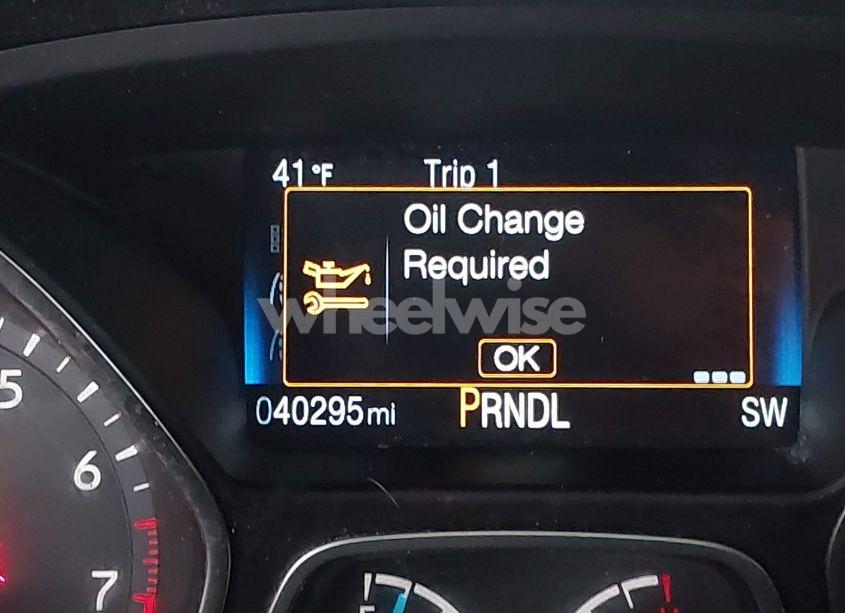 41°F Trip 1
Oil Change
Required
wheelwise
OK
040295mi PRNDL SW
5
6
7